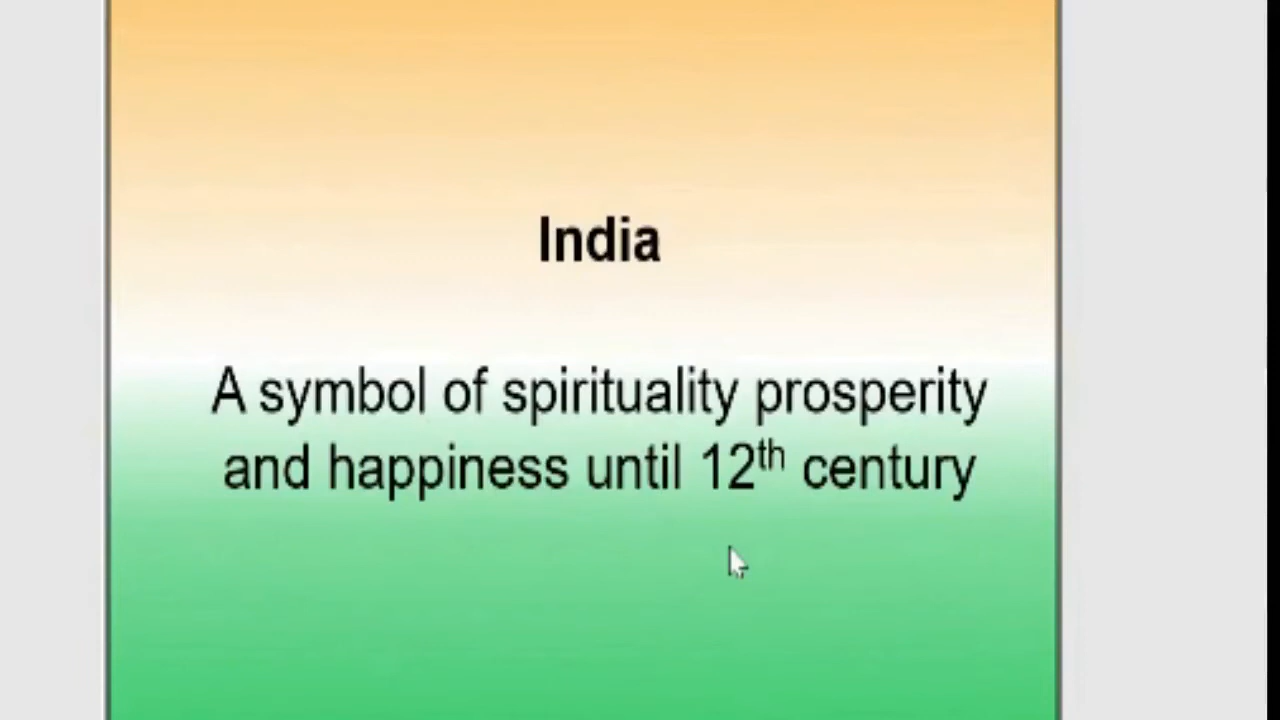 India
A symbol of spirituality prosperity
and happiness until 12th century